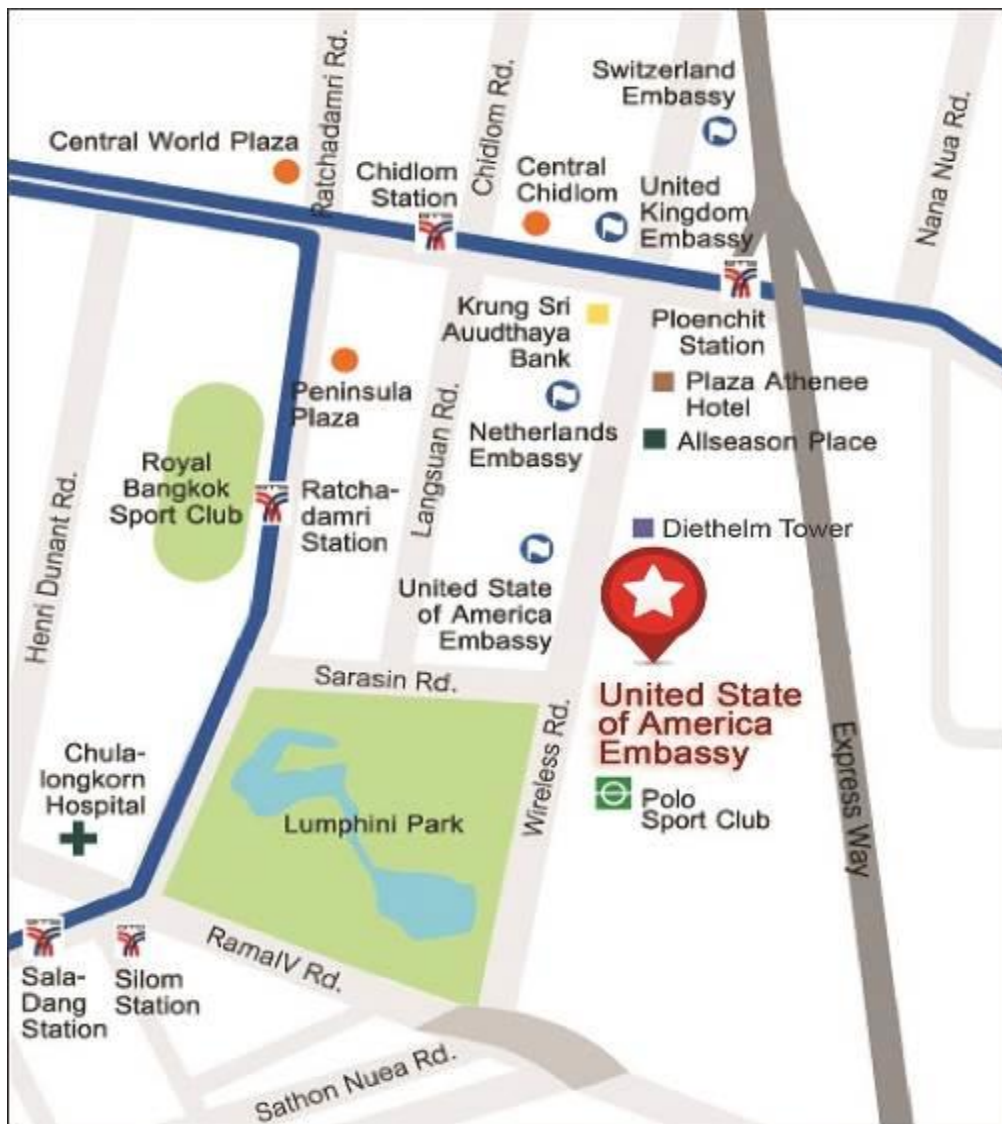 Switzerland
Embassy
Central World Plaza
Ratchadamri Rd.
Chidlom Rd.
Nana Nua Rd.
Chidlom
Station
Central
Chidlom
United
Kingdom
Embassy
Krung Sri
Auudthaya
Bank
Ploenchit
Station
Peninsula
Plaza
Plaza Athenee
Hotel
Netherlands
Embassy
Allseason Place
Langsuan Rd.
Royal
Bangkok
Sport Club
Ratcha-
damri
Station
Henri Dunant Rd.
Diethelm Tower
United State
of America
Embassy
Sarasin Rd.
United State
of America
Embassy
Wireless Rd.
Express Way
Chula-
longkorn
Hospital
Lumphini Park
Polo
Sport Club
RamaIV Rd.
Sala-
Dang
Station
Silom
Station
Sathon Nuea Rd.